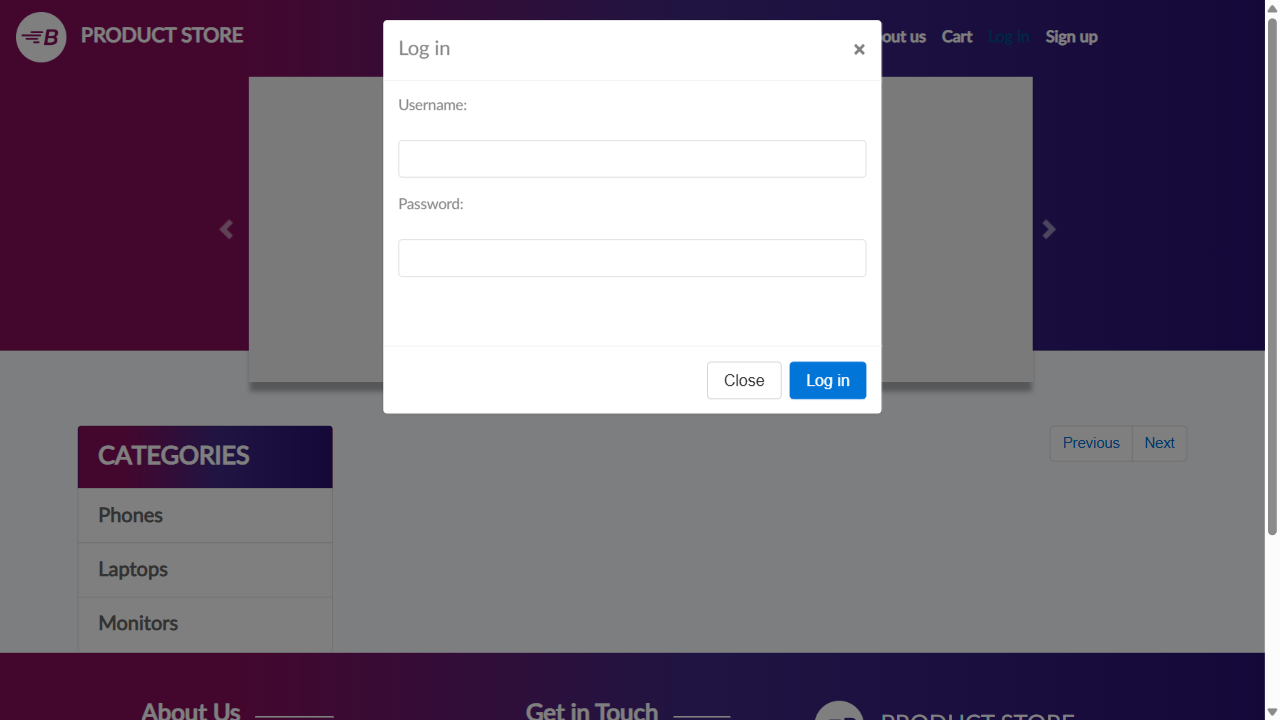 PRODUCT STORE
out us Cart Log in Sign up
Log in
×
Username:
Password:
Close
Log in
CATEGORIES
Phones
Laptops
Monitors
Previous
Next
About Us
Get in Touch
B PRODUCT STORE